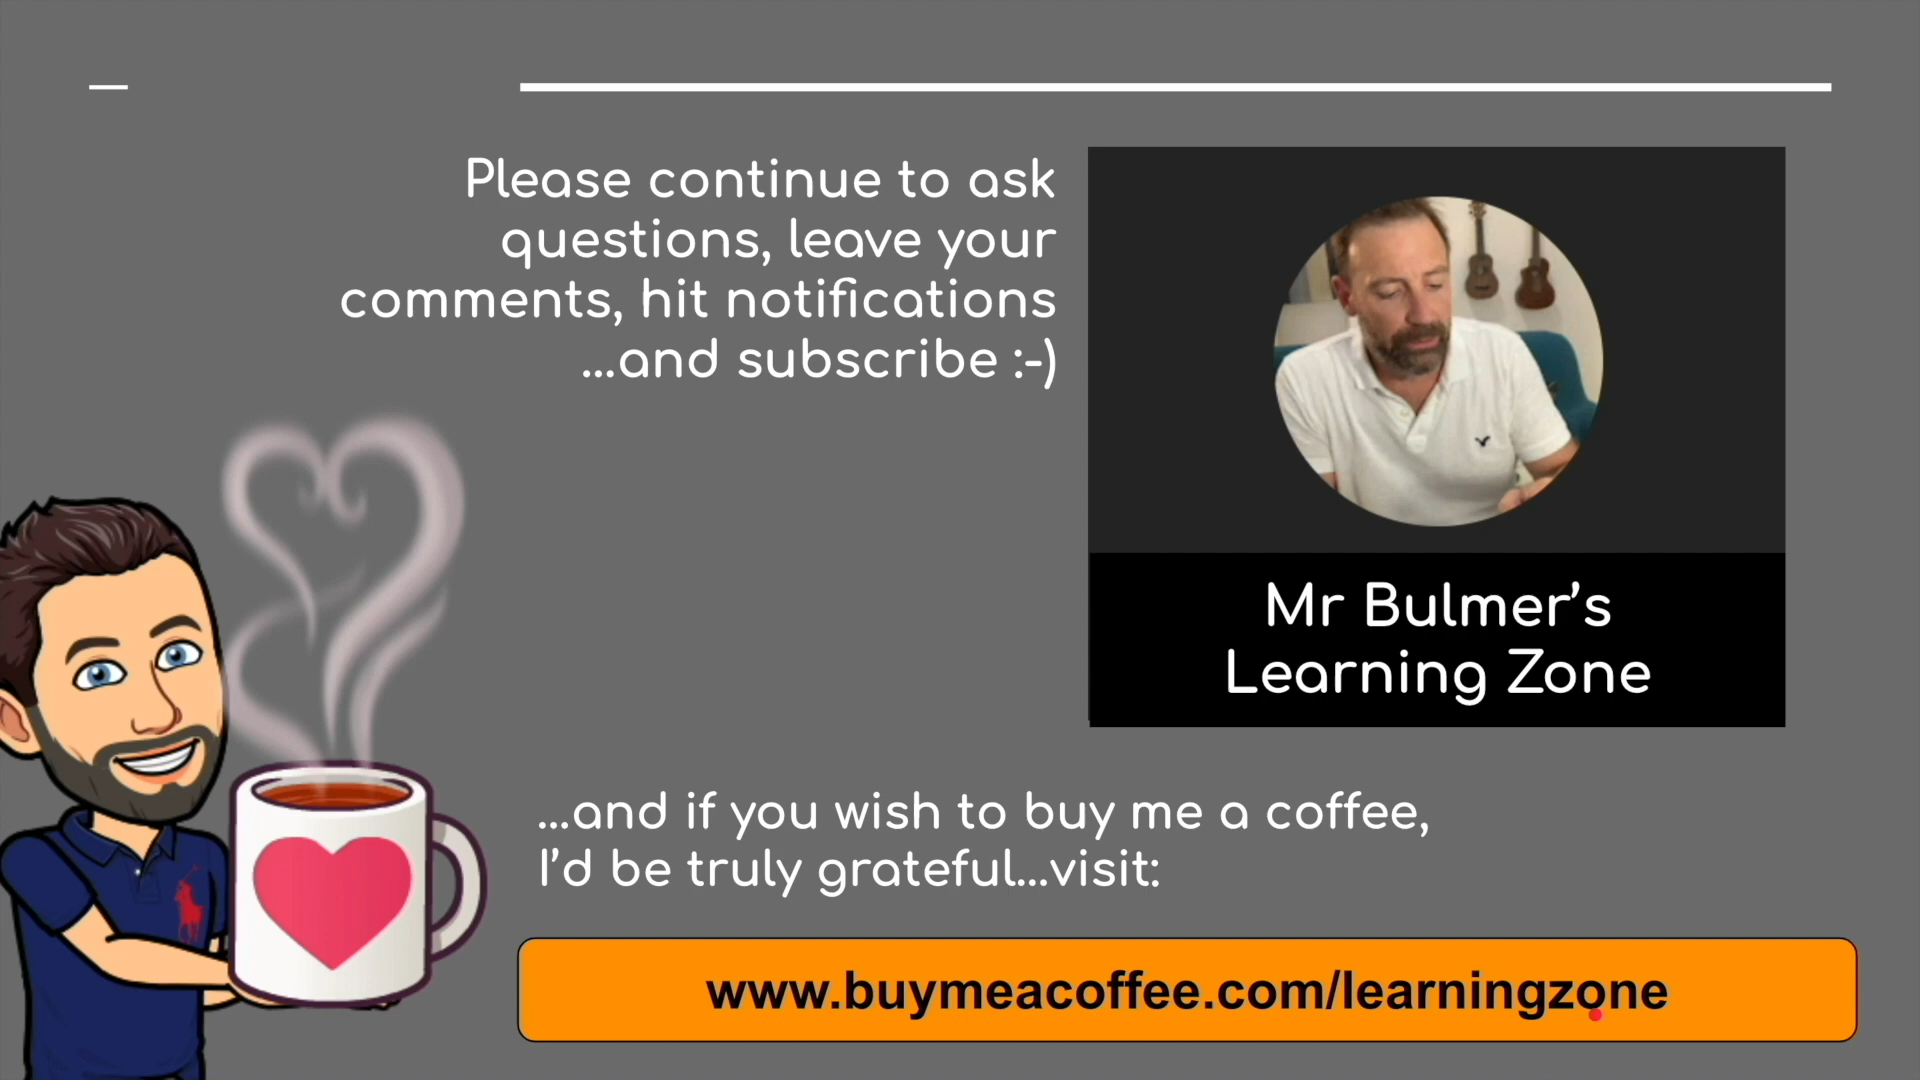 Please continue to ask
questions, leave your
comments, hit notifications
...and subscribe :-)
Mr Bulmer’s
Learning Zone
...and if you wish to buy me a coffee,
I’d be truly grateful...visit:
www.buymeacoffee.com/learningzone